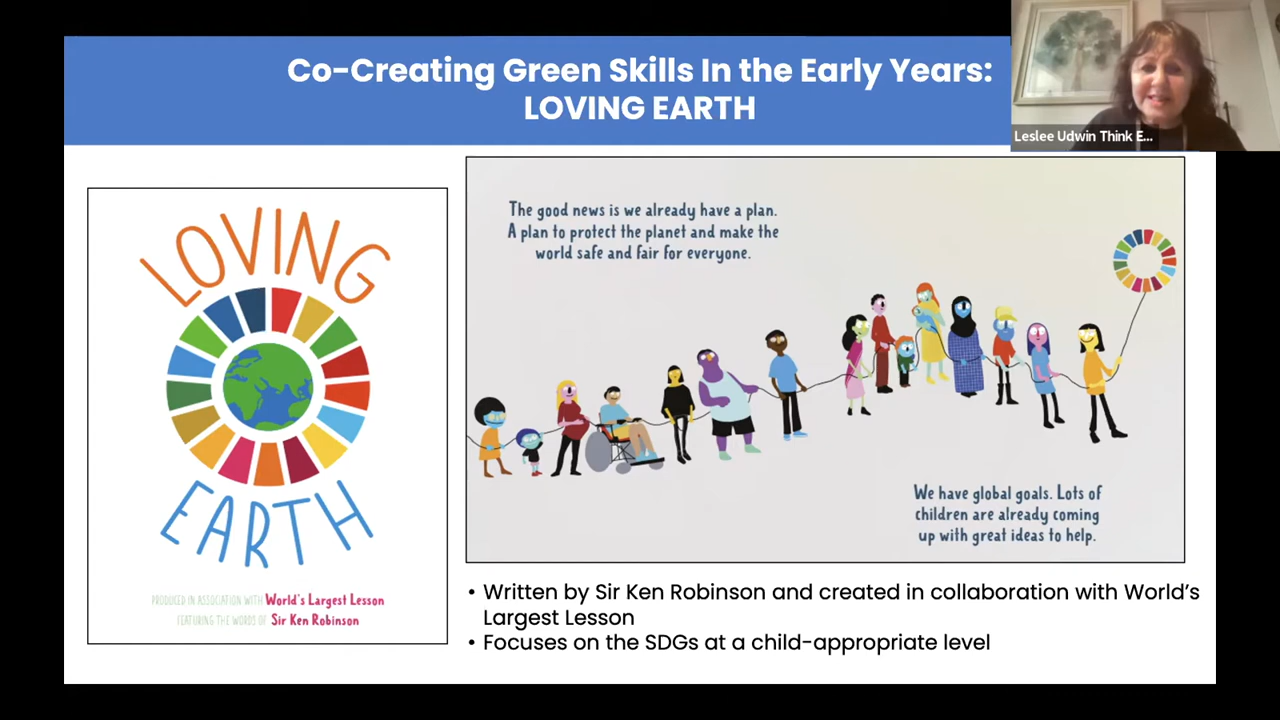 Co-Creating Green Skills In the Early Years:
LOVING EARTH
Leslee Udwin Think E...
LOVING
EARTH
PRODUCED IN ASSOCIATION WITH World's Largest Lesson
FEATURING THE WORDS OF Sir Ken Robinson
The good news is we already have a plan.
A plan to protect the planet and make the
world safe and fair for everyone.
We have global goals. Lots of
children are already coming
up with great ideas to help.
• Written by Sir Ken Robinson and created in collaboration with World's
Largest Lesson
• Focuses on the SDGs at a child-appropriate level